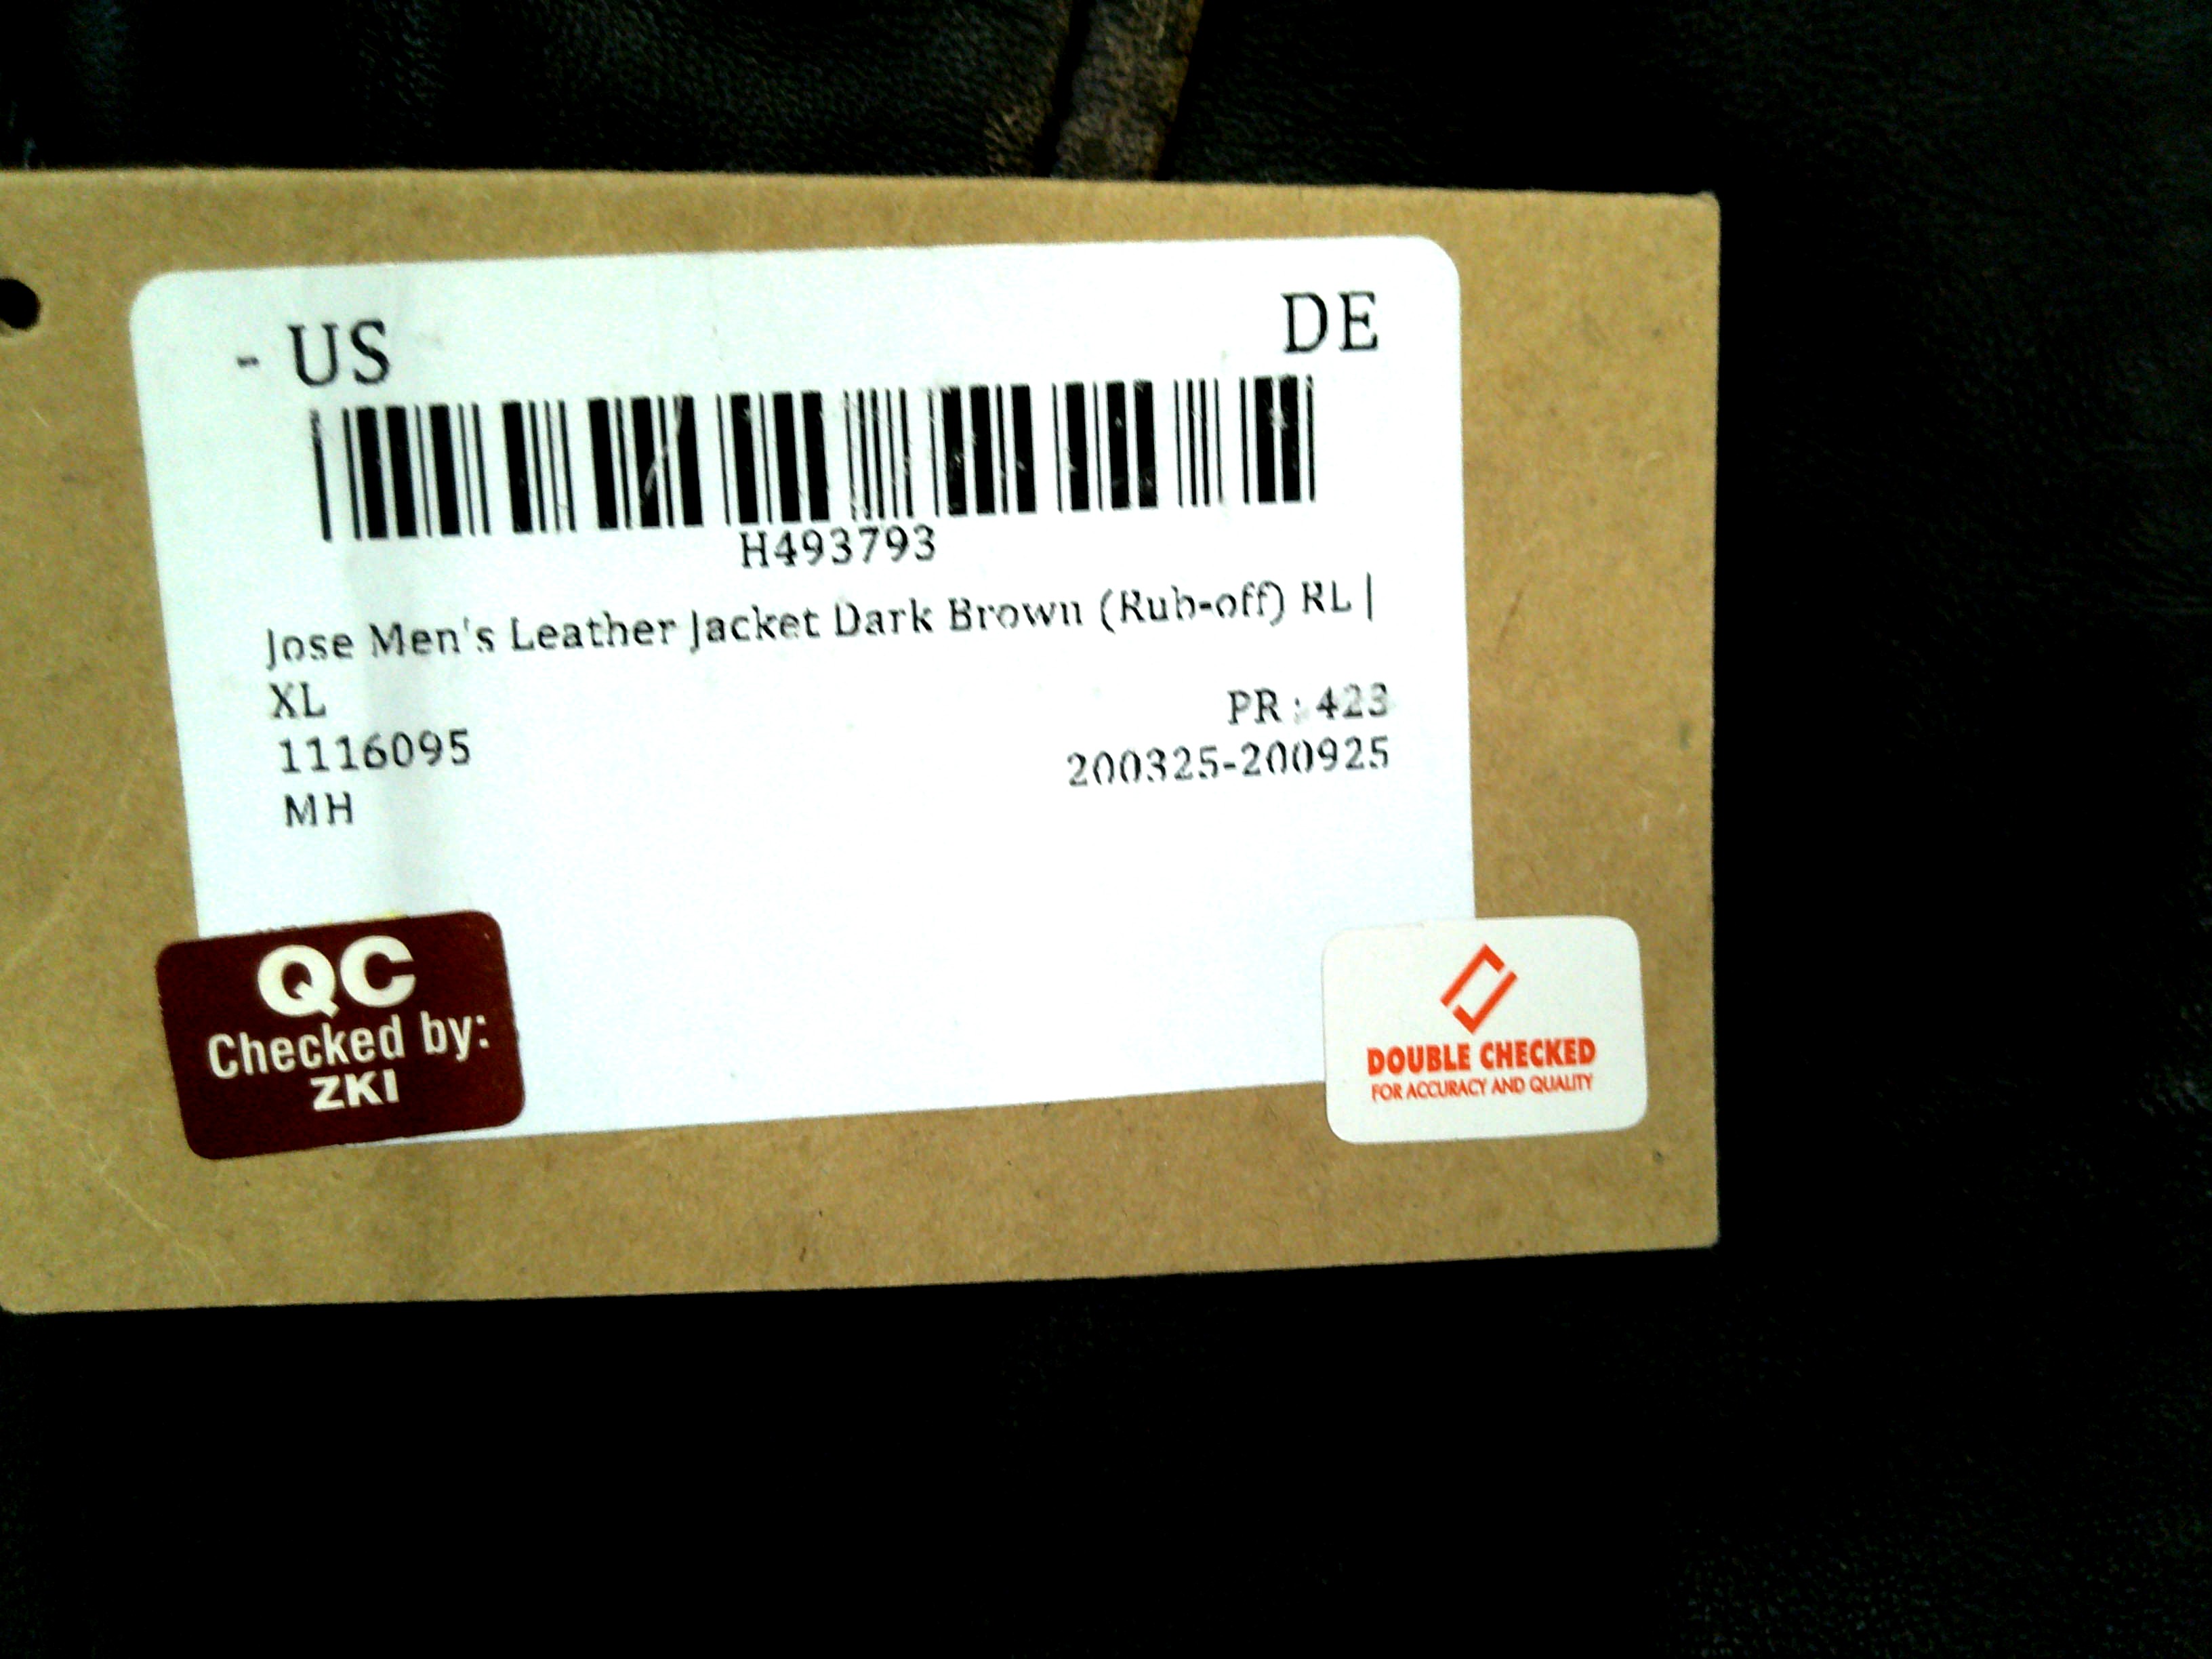 - US DE
H493793
Jose Men's Leather Jacket Dark Brown (Rub-off) RL |
XL
PR : 423
1116095
200325-200925
MH
QC
Checked by:
ZKI
DOUBLE CHECKED
FOR ACCURACY AND QUALITY